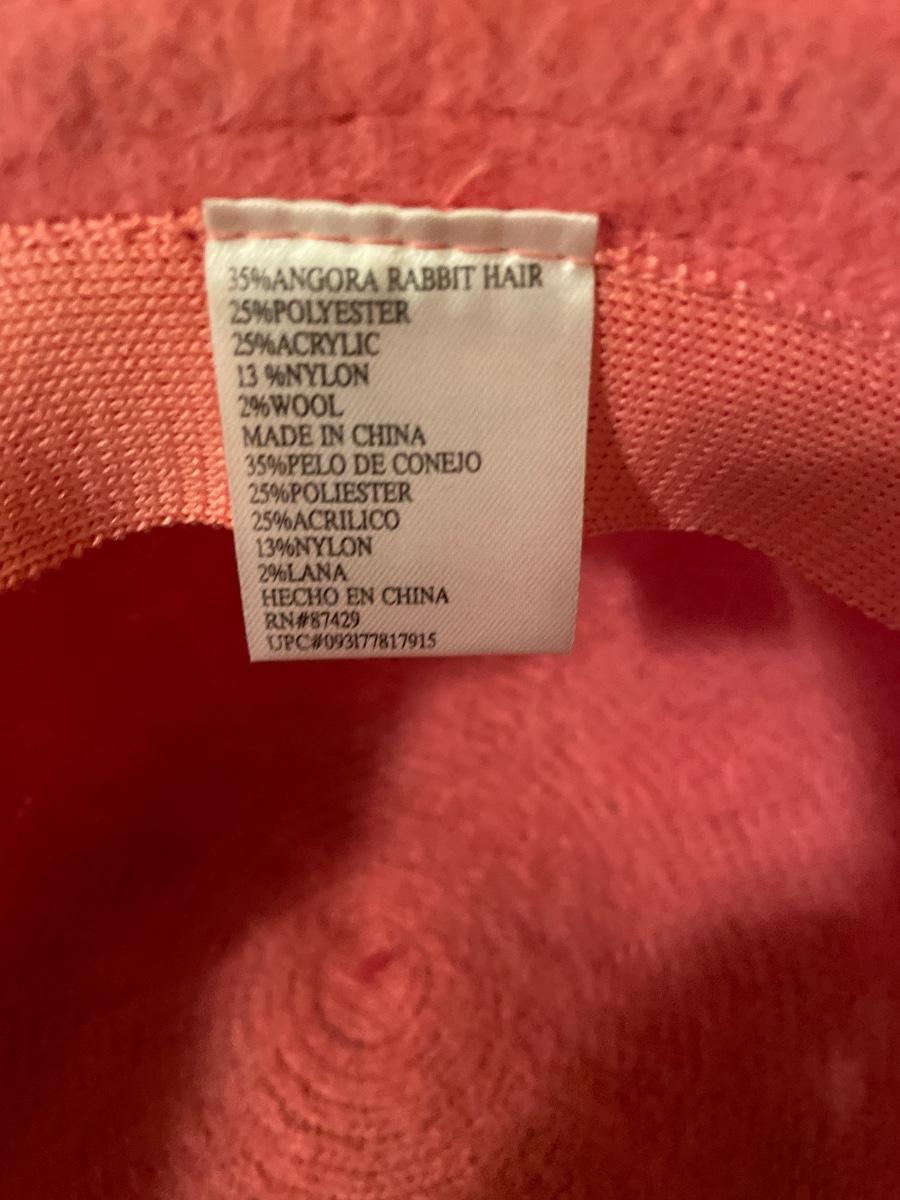 35%ANGORA RABBIT HAIR
25%POLYESTER
25%ACRYLIC
13 %NYLON
2%WOOL
MADE IN CHINA
35%PELO DE CONEJO
25%POLIESTER
25%ACRILICO
13%NYLON
2%LANA
HECHO EN CHINA
RN#87429
UPC#093177817915